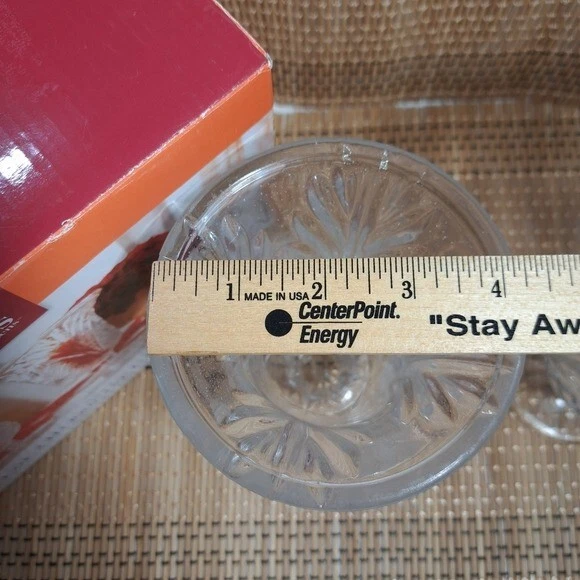 1 MADE IN USA 2 3 4
CenterPoint.
Energy
"Stay Aw